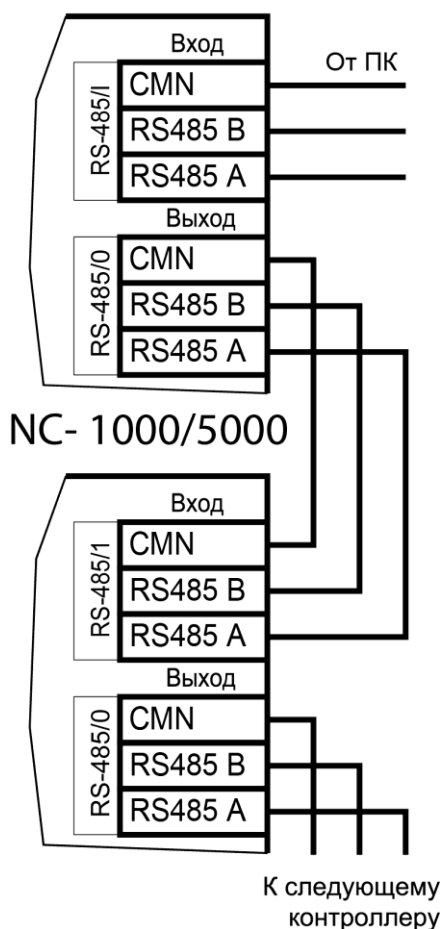 Вход
От ПК
RS-485/I
CMN
RS485 B
RS485 A
Выход
RS-485/0
CMN
RS485 B
RS485 A
NC- 1000/5000
Вход
RS-485/1
CMN
RS485 B
RS485 A
Выход
RS-485/0
CMN
RS485 B
RS485 A
К следующему
контроллеру